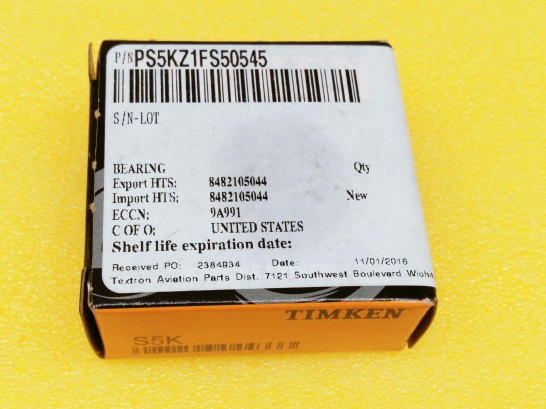 P/N PS5KZ1FS50545
S/N-LOT
BEARING Qty
Export HTS: 8482105044
Import HTS: 8482105044 New
ECCN: 9A991
C OF O: UNITED STATES
Shelf life expiration date:
Received PO: 2384934 Date: 11/01/2016
Textron Aviation Parts Dist. 7121 Southwest Boulevard
TIMKEN
S5K